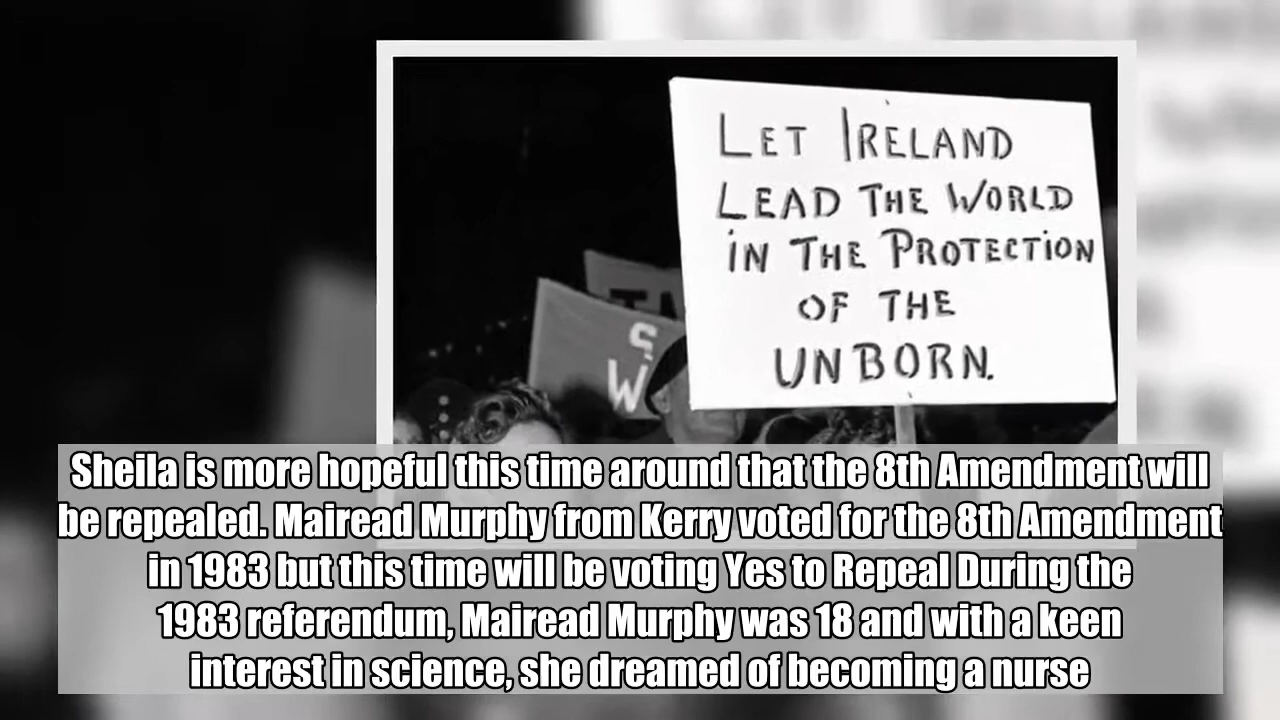 LET IRELAND
LEAD THE WORLD
IN THE PROTECTION
OF THE
UNBORN.
S
W
Sheila is more hopeful this time around that the 8th Amendment will
be repealed. Mairead Murphy from Kerry voted for the 8th Amendment
in 1983 but this time will be voting Yes to Repeal During the
1983 referendum, Mairead Murphy was 18 and with a keen
interest in science, she dreamed of becoming a nurse